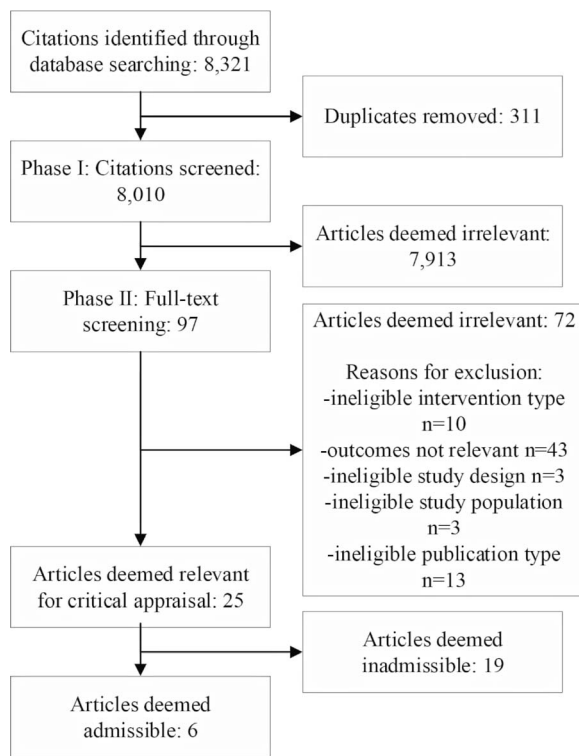 Citations identified through
database searching: 8,321
Duplicates removed: 311
Phase I: Citations screened:
8,010
Articles deemed irrelevant:
7,913
Phase II: Full-text
screening: 97
Articles deemed irrelevant: 72
Reasons for exclusion:
-ineligible intervention type
n=10
-outcomes not relevant n=43
-ineligible study design n=3
-ineligible study population
n=3
-ineligible publication type
n=13
Articles deemed relevant
for critical appraisal: 25
Articles deemed
inadmissible: 19
Articles deemed
admissible: 6